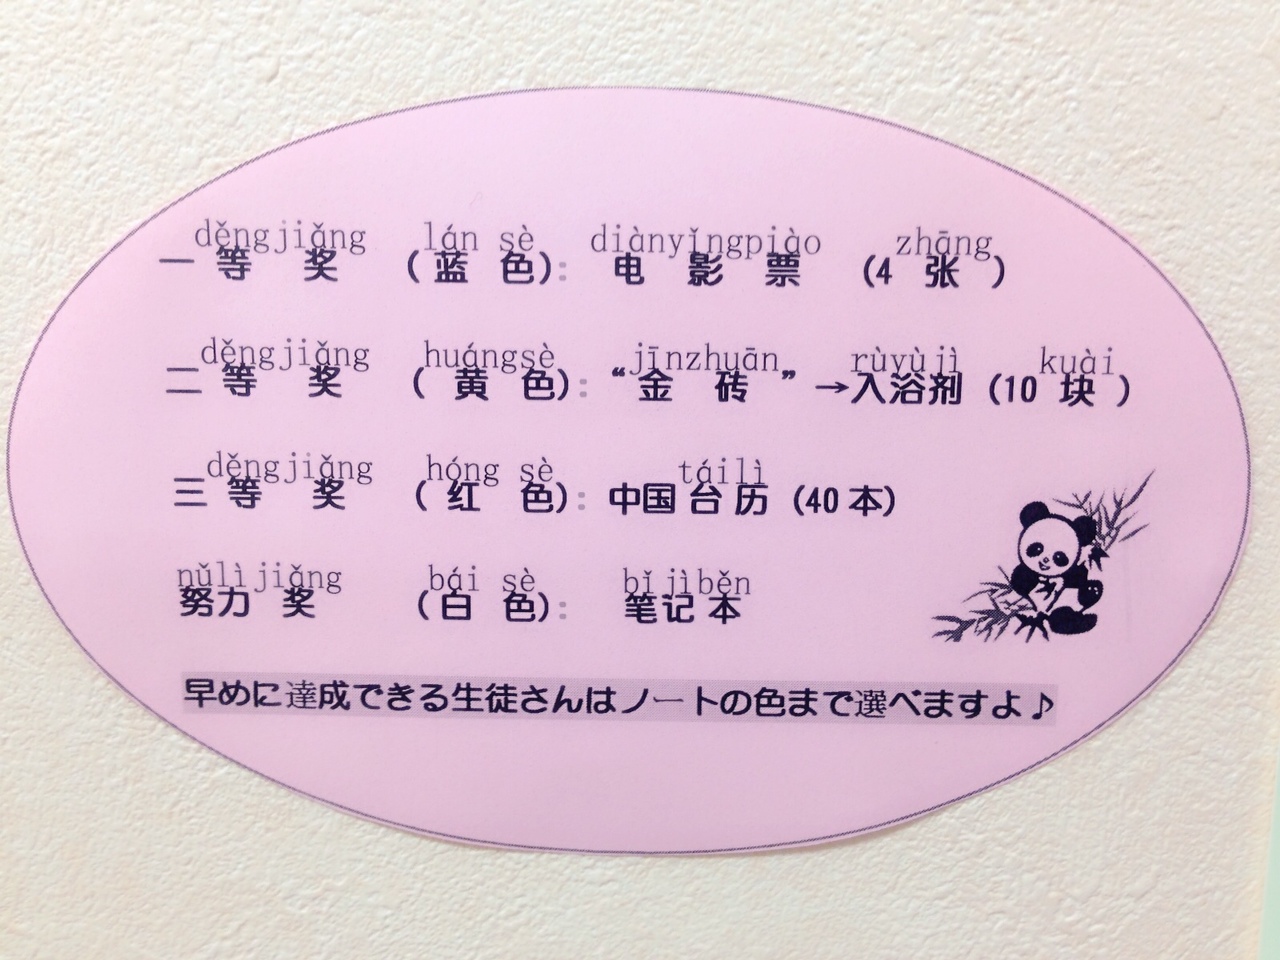 děngjiǎng lán sè diànyǐngpiào zhāng
一等奖 (蓝色): 电影票 (4张)
děngjiǎng huángsè jīnzhuān rùyùjì kuài
二等奖 (黄色): “金砖”→入浴剂 (10块)
děngjiǎng hóng sè táilì
三等奖 (红色): 中国台历 (40本)
nǔlìjiǎng bái sè bǐjìběn
努力奖 (白色): 笔记本
早めに達成できる生徒さんはノートの色まで選べますよ♪